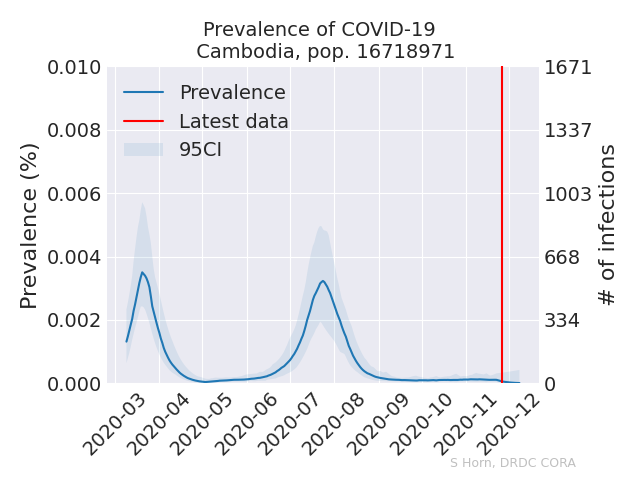 Prevalence of COVID-19
Cambodia, pop. 16718971
Prevalence (%)
0.010
0.008
0.006
0.004
0.002
0.000
Prevalence
Latest data
95CI
1671
1337
1003
668
334
0
# of infections
2020-03
2020-04
2020-05
2020-06
2020-07
2020-08
2020-09
2020-10
2020-11
2020-12
S Horn, DRDC CORA